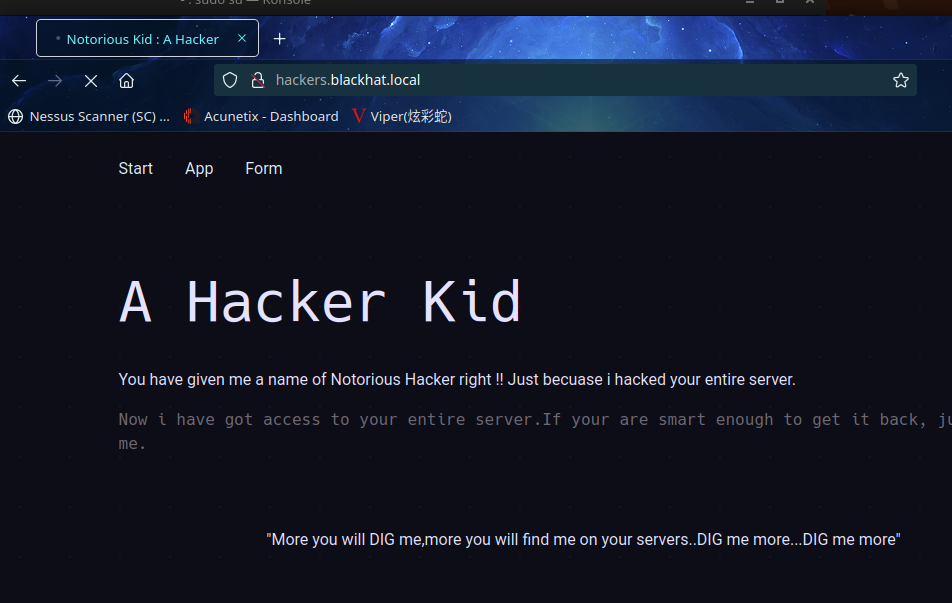 - : sudo su — Konsole
Notorious Kid : A Hacker
hackers.blackhat.local
Nessus Scanner (SC) ... Acunetix - Dashboard Viper(炫彩蛇)
Start App Form
A Hacker Kid
You have given me a name of Notorious Hacker right !! Just becuase i hacked your entire server.
Now i have got access to your entire server.If your are smart enough to get it back,
me.
"More you will DIG me,more you will find me on your servers..DIG me more...DIG me more"